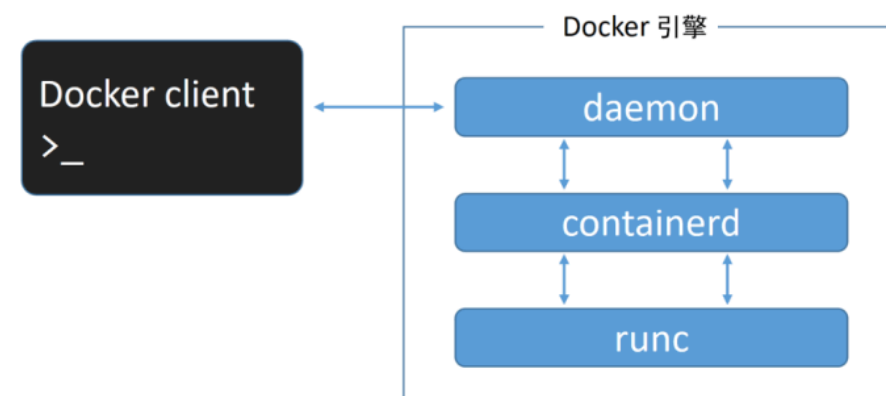 Docker 引擎
Docker client
>_
daemon
containerd
runc